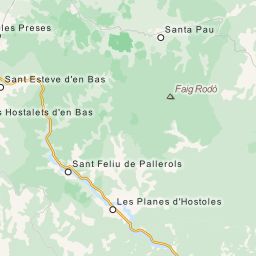 les Preses
Santa Pau
Sant Esteve d'en Bas
Faig Rodó
s Hostalets d'en Bas
Sant Feliu de Pallerols
Les Planes d'Hostoles